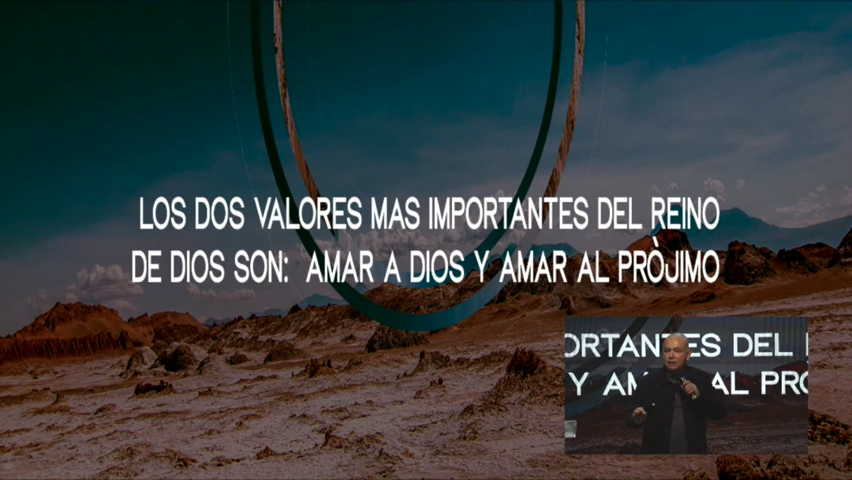 LOS DOS VALORES MAS IMPORTANTES DEL REINO
DE DIOS SON: AMAR A DIOS Y AMAR AL PRÒJIMO
ORTANTES DEL
Y AM AL PRO